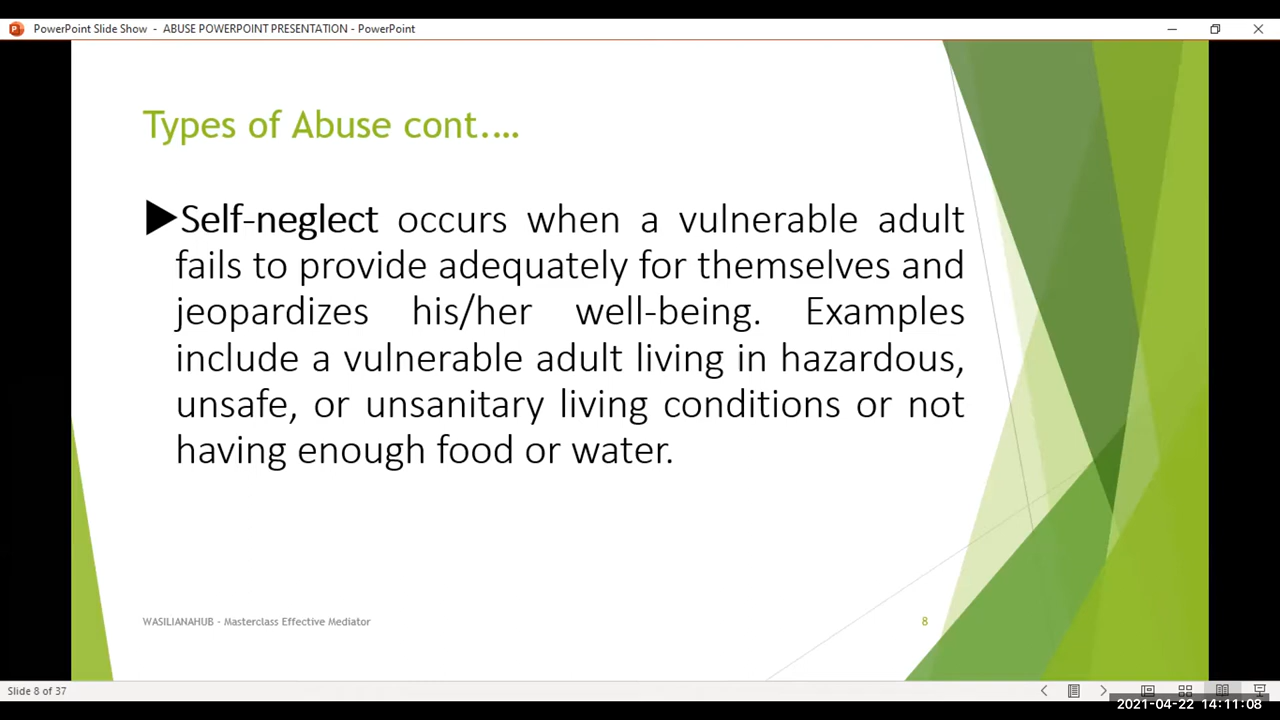 PowerPoint Slide Show - ABUSE POWERPOINT PRESENTATION - PowerPoint
Types of Abuse cont.…
Self-neglect occurs when a vulnerable adult
fails to provide adequately for themselves and
jeopardizes his/her well-being. Examples
include a vulnerable adult living in hazardous,
unsafe, or unsanitary living conditions or not
having enough food or water.
WASILIANAHUB - Masterclass Effective Mediator
8
Slide 8 of 37
2021-04-22 14:11:08